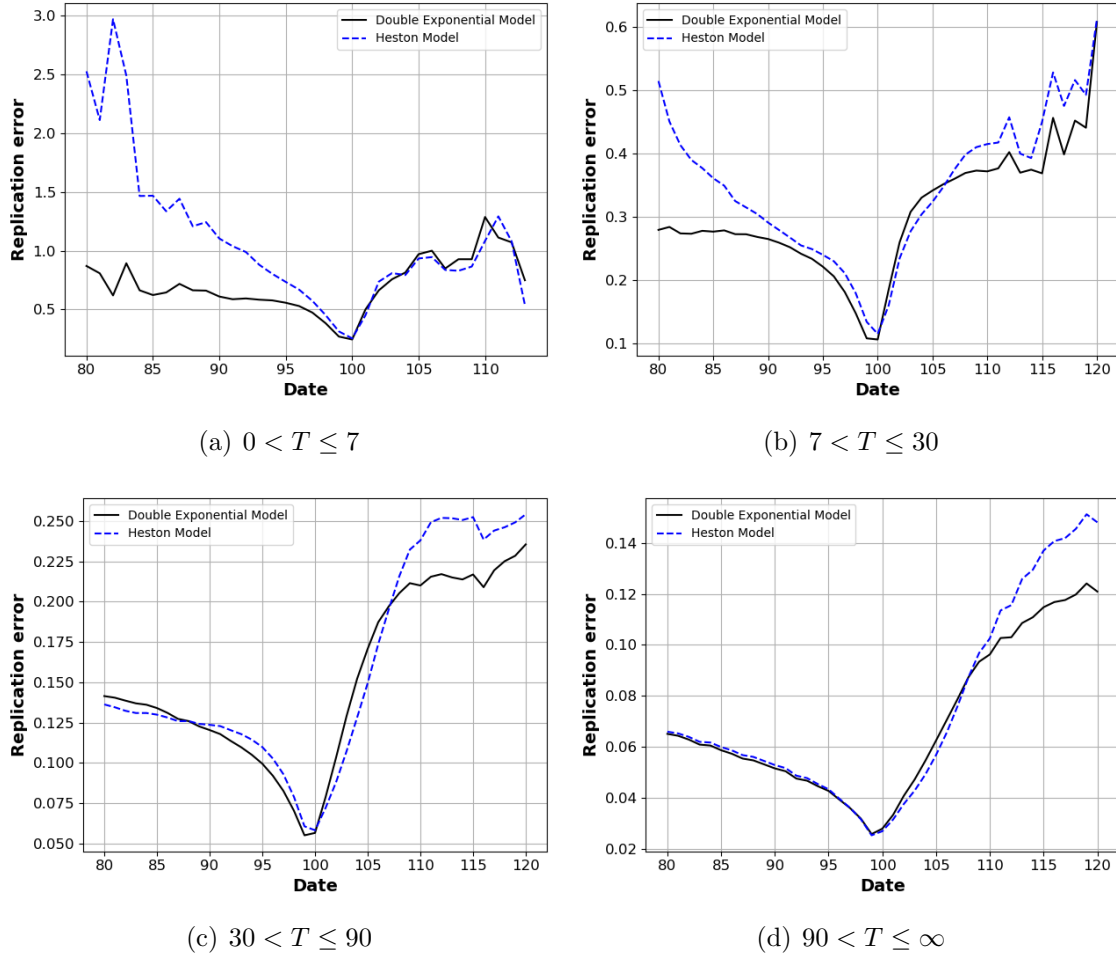 Double Exponential Model
Heston Model
Replication error
3.0
2.5
2.0
1.5
1.0
0.5
80 85 90 95 100 105 110
Date
(a) 0 < T ≤ 7
Double Exponential Model
Heston Model
Replication error
0.6
0.5
0.4
0.3
0.2
0.1
80 85 90 95 100 105 110 115 120
Date
(b) 7 < T ≤ 30
Double Exponential Model
Heston Model
Replication error
0.250
0.225
0.200
0.175
0.150
0.125
0.100
0.075
0.050
80 85 90 95 100 105 110 115 120
Date
(c) 30 < T ≤ 90
Double Exponential Model
Heston Model
Replication error
0.14
0.12
0.10
0.08
0.06
0.04
0.02
80 85 90 95 100 105 110 115 120
Date
(d) 90 < T ≤ ∞